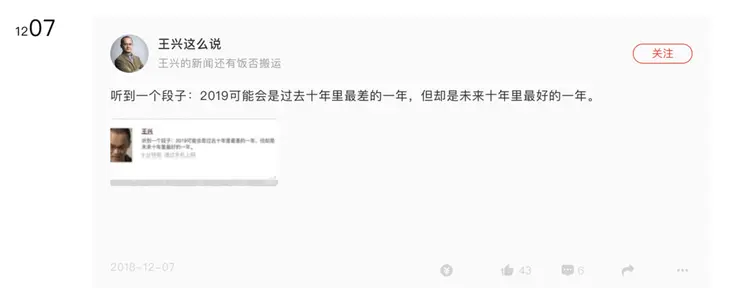 1207
王兴这么说
关注
王兴的新闻还有饭否搬运
听到一个段子：2019可能会是过去十年里最差的一年，但却是未来十年里最好的一年。
王兴
听到一个段子：2019可能会是过去十年里最差的一年，但却是
未来十年里最好的一年。
2018-12-07
43
6